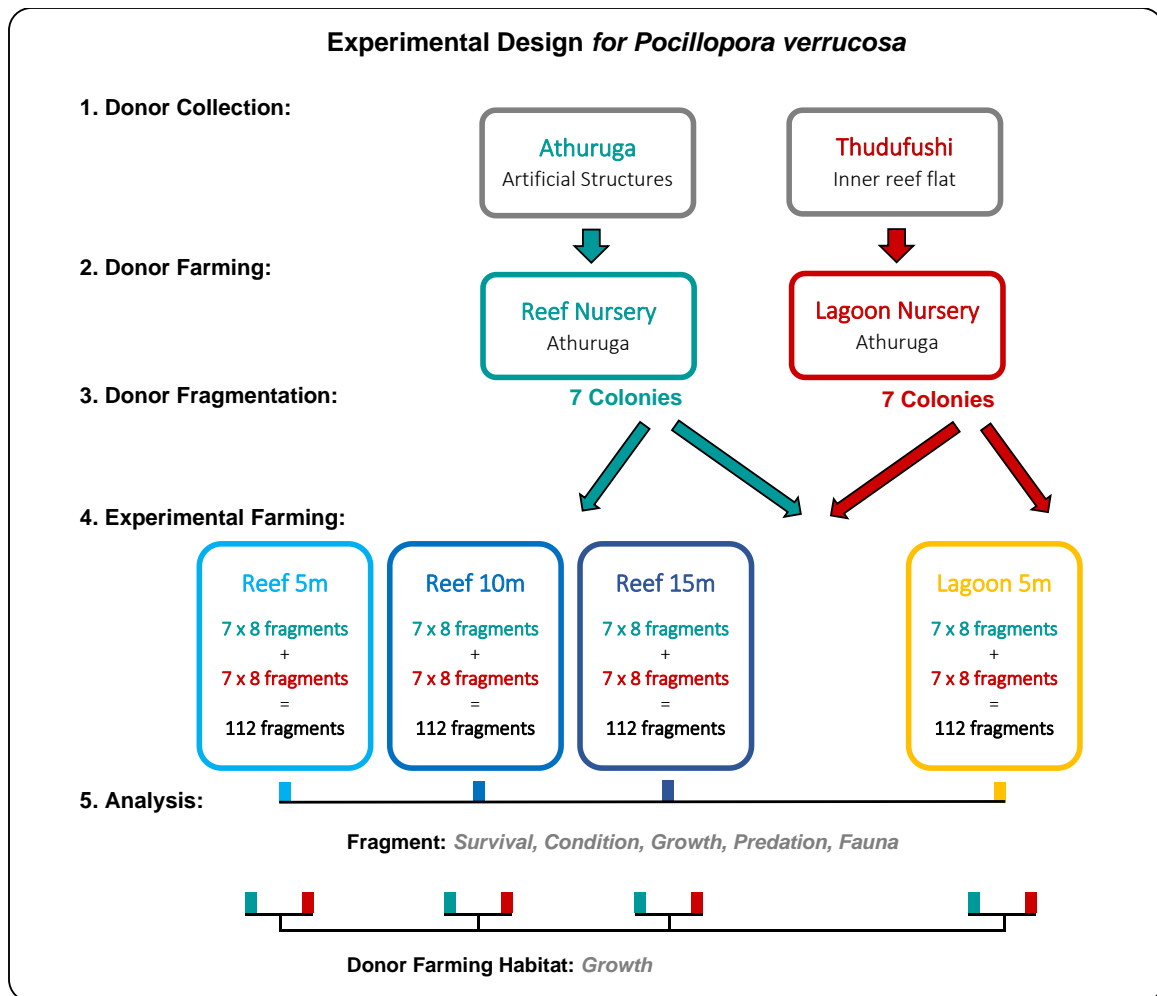 Experimental Design for Pocillopora verrucosa
1. Donor Collection:
Athuruga
Artificial Structures
Thudufushi
Inner reef flat
2. Donor Farming:
Reef Nursery
Athuruga
Lagoon Nursery
Athuruga
3. Donor Fragmentation:
7 Colonies
7 Colonies
4. Experimental Farming:
Reef 5m
7 x 8 fragments
+
7 x 8 fragments
=
112 fragments
Reef 10m
7 x 8 fragments
+
7 x 8 fragments
=
112 fragments
Reef 15m
7 x 8 fragments
+
7 x 8 fragments
=
112 fragments
Lagoon 5m
7 x 8 fragments
+
7 x 8 fragments
=
112 fragments
5. Analysis:
Fragment: Survival, Condition, Growth, Predation, Fauna
Donor Farming Habitat: Growth